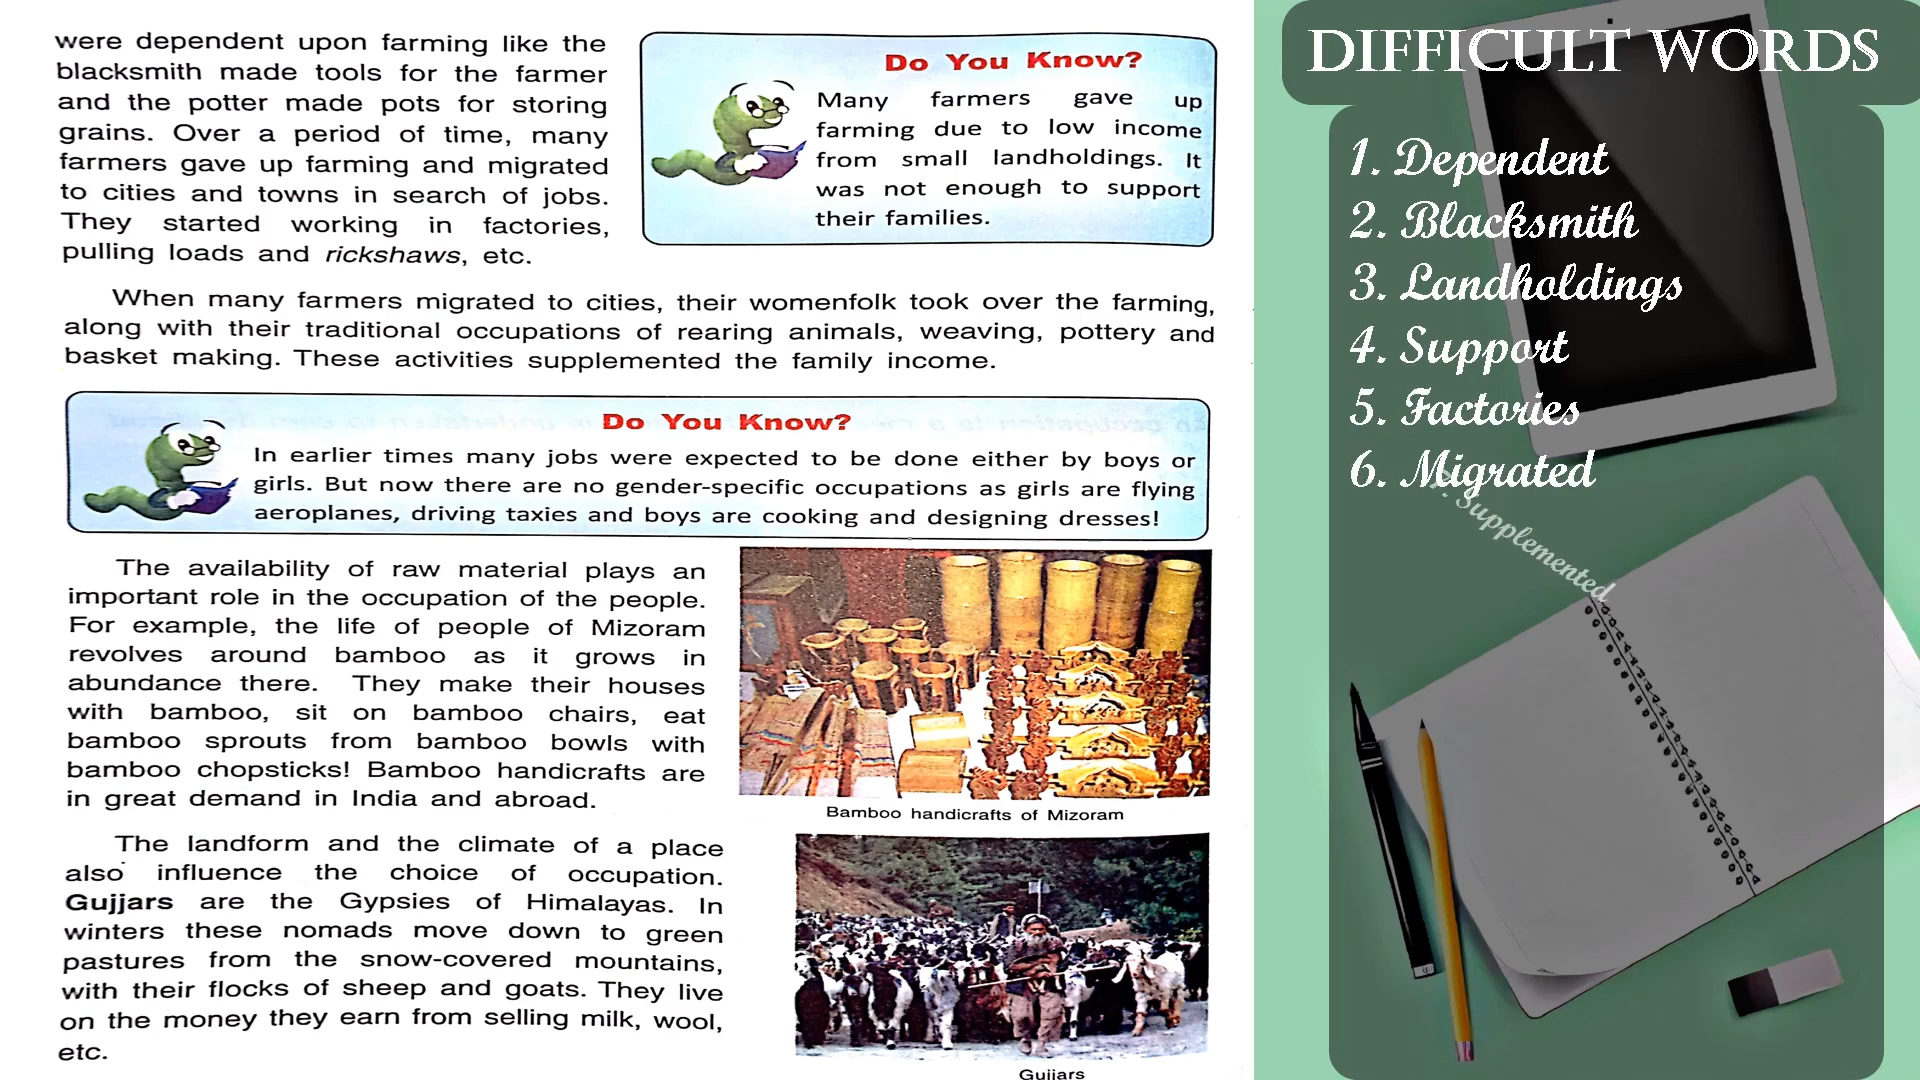 were dependent upon farming like the
blacksmith made tools for the farmer
and the potter made pots for storing
grains. Over a period of time, many
farmers gave up farming and migrated
to cities and towns in search of jobs.
They started working in factories,
pulling loads and rickshaws, etc.
Do You Know?
Many farmers gave up
farming due to low income
from small landholdings. It
was not enough to support
their families.
When many farmers migrated to cities, their womenfolk took over the farming,
along with their traditional occupations of rearing animals, weaving, pottery and
basket making. These activities supplemented the family income.
Do You Know?
In earlier times many jobs were expected to be done either by boys or
girls. But now there are no gender-specific occupations as girls are flying
aeroplanes, driving taxies and boys are cooking and designing dresses!
The availability of raw material plays an
important role in the occupation of the people.
For example, the life of people of Mizoram
revolves around bamboo as it grows in
abundance there. They make their houses
with bamboo, sit on bamboo chairs, eat
bamboo sprouts from bamboo bowls with
bamboo chopsticks! Bamboo handicrafts are
in great demand in India and abroad.
Bamboo handicrafts of Mizoram
The landform and the climate of a place
also influence the choice of occupation.
Gujjars are the Gypsies of Himalayas. In
winters these nomads move down to green
pastures from the snow-covered mountains,
with their flocks of sheep and goats. They live
on the money they earn from selling milk, wool,
etc.
Gujjars
DIFFICULT WORDS
1. Dependent
2. Blacksmith
3. Landholdings
4. Support
5. Factories
6. Migrated
7. Supplemented